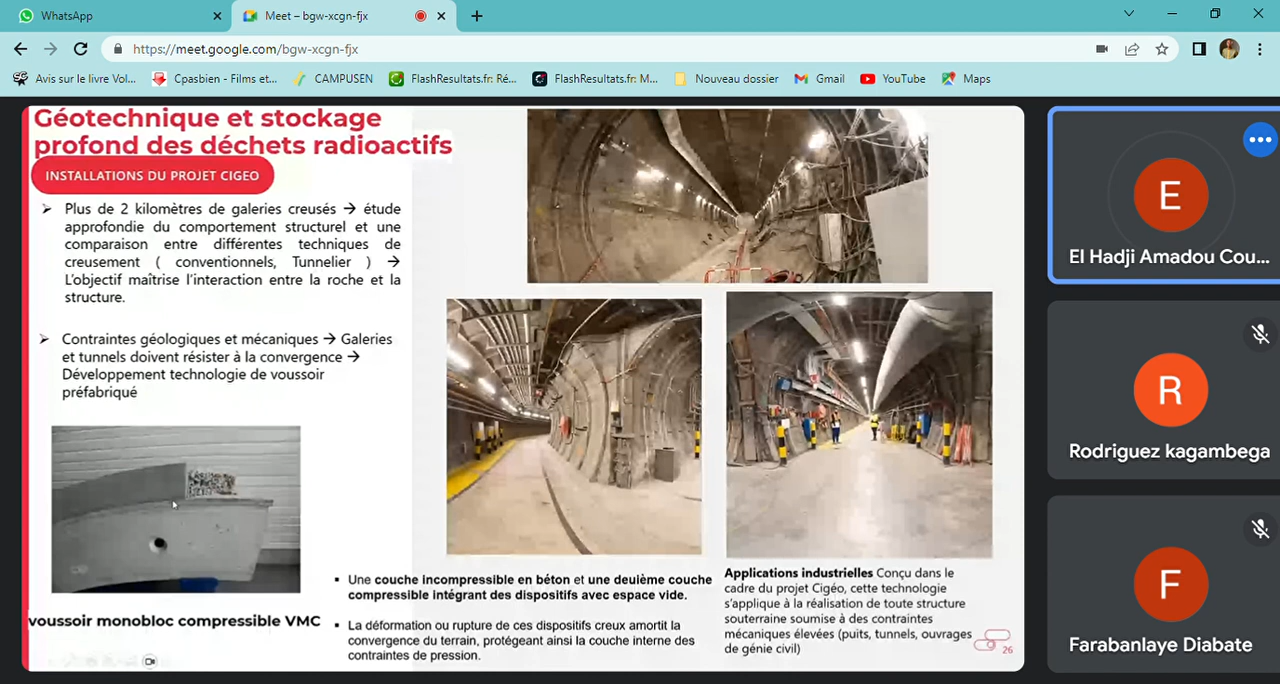 WhatsApp
Meet – bgw-xcgn-fjx
https://meet.google.com/bgw-xcgn-fjx
Avis sur le livre Vol...
Cpasbien - Films et...
CAMPUSEN
FlashResultats.fr: Ré...
FlashResultats.fr: M...
Nouveau dossier
Gmail
YouTube
Maps
Géotechnique et stockage
profond des déchets radioactifs
INSTALLATIONS DU PROJET CIGEO
➢ Plus de 2 kilomètres de galeries creusés → étude
approfondie du comportement structurel et une
comparaison entre différentes techniques de
creusement ( conventionnels, Tunnelier ) →
L'objectif maîtrise l'interaction entre la roche et la
structure.
➢ Contraintes géologiques et mécaniques → Galeries
et tunnels doivent résister à la convergence →
Développement technologie de voussoir
préfabriqué
voussoir monobloc compressible VMC
▪ Une couche incompressible en béton et une deuième couche
compressible intégrant des dispositifs avec espace vide.
▪ La déformation ou rupture de ces dispositifs creux amortit la
convergence du terrain, protégeant ainsi la couche interne des
contraintes de pression.
Applications industrielles Conçu dans le
cadre du projet Cigéo, cette technologie
s'applique à la réalisation de toute structure
souterraine soumise à des contraintes
mécaniques élevées (puits, tunnels, ouvrages
de génie civil)
26
E
El Hadji Amadou Cou...
R
Rodriguez kagambega
F
Farabanlaye Diabate